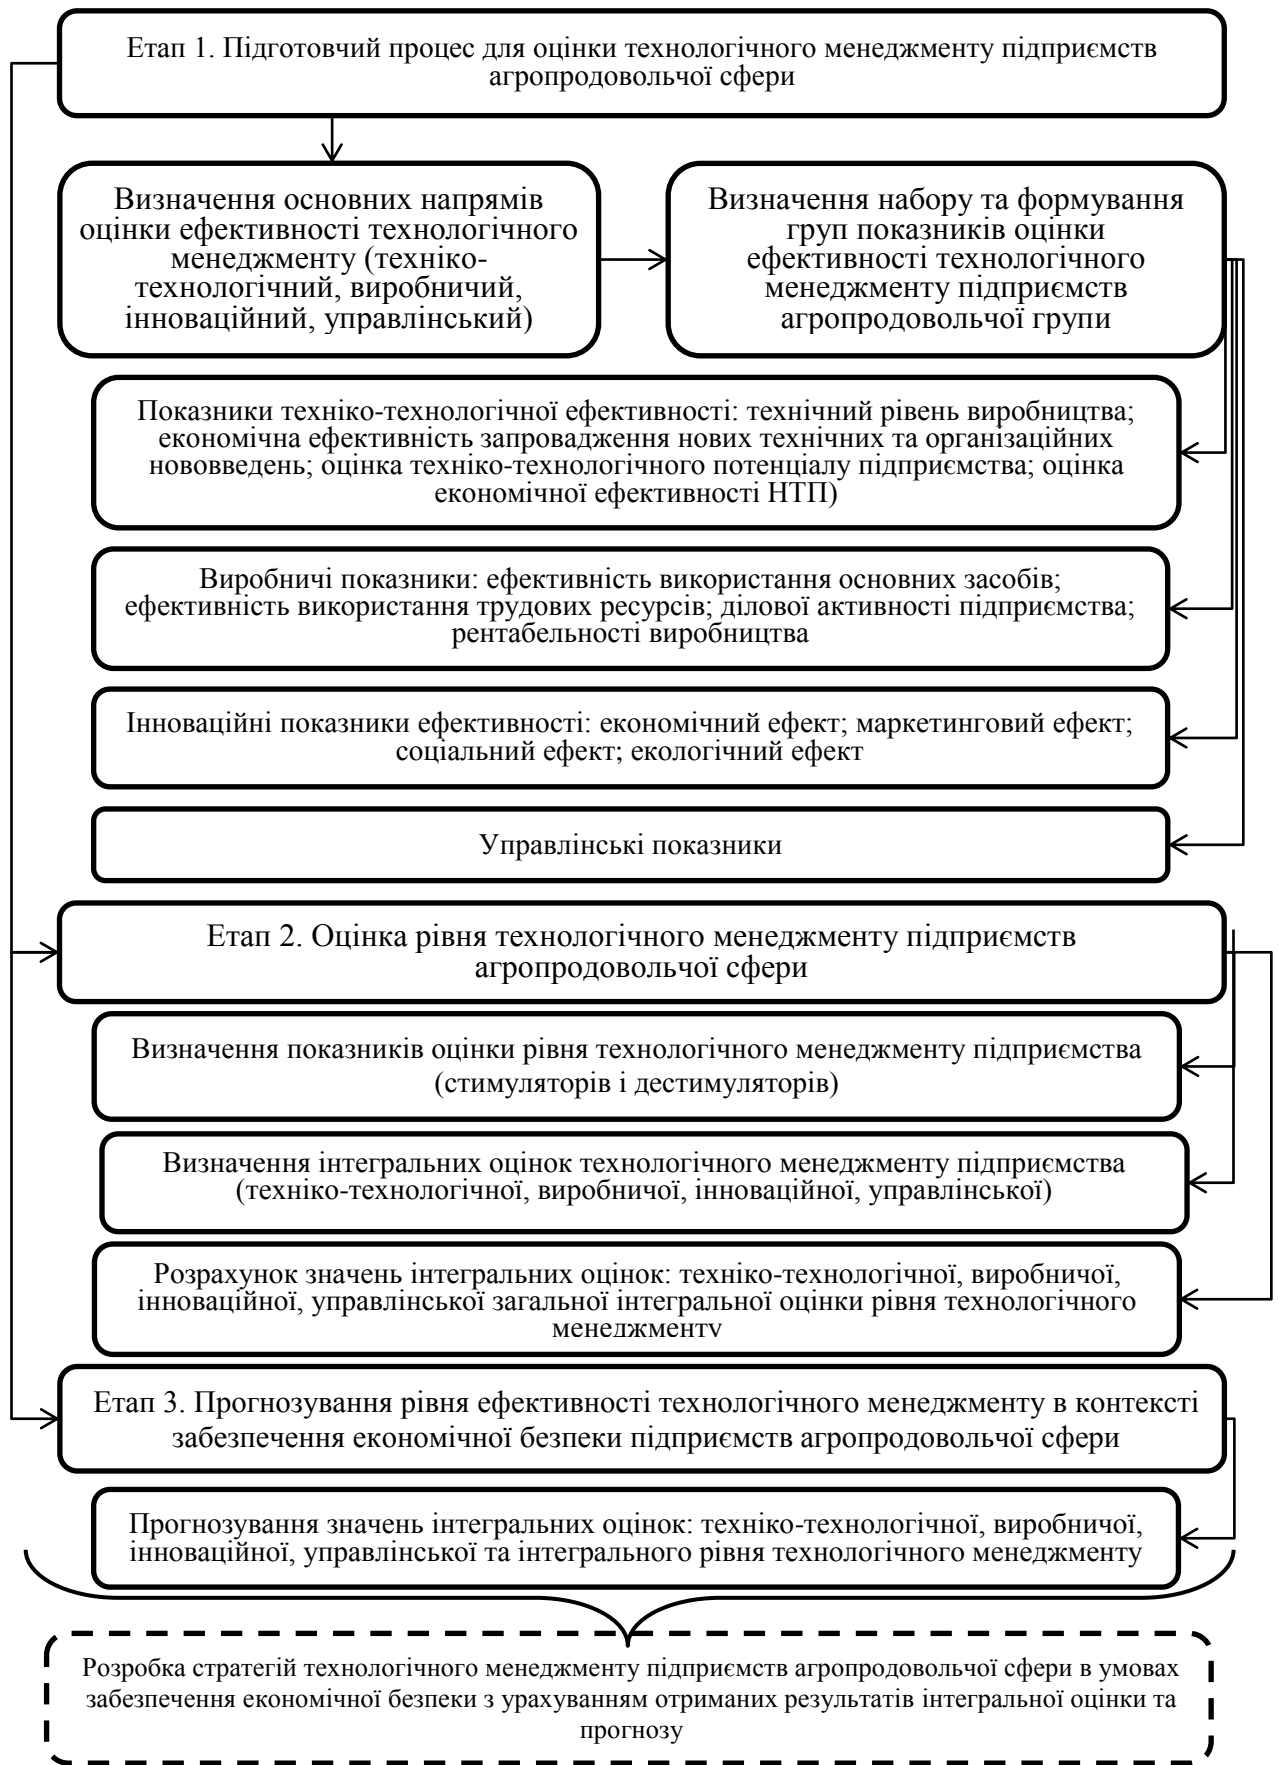 Етап 1. Підготовчий процес для оцінки технологічного менеджменту підприємств
агропродовольчої сфери
Визначення основних напрямів
оцінки ефективності технологічного
менеджменту (техніко-
технологічний, виробничий,
інноваційний, управлінський)
Визначення набору та формування
груп показників оцінки
ефективності технологічного
менеджменту підприємств
агропродовольчої групи
Показники техніко-технологічної ефективності: технічний рівень виробництва;
економічна ефективність запровадження нових технічних та організаційних
нововведень; оцінка техніко-технологічного потенціалу підприємства; оцінка
економічної ефективності НТП)
Виробничі показники: ефективність використання основних засобів;
ефективність використання трудових ресурсів; ділової активності підприємства;
рентабельності виробництва
Інноваційні показники ефективності: економічний ефект; маркетинговий ефект;
соціальний ефект; екологічний ефект
Управлінські показники
Етап 2. Оцінка рівня технологічного менеджменту підприємств
агропродовольчої сфери
Визначення показників оцінки рівня технологічного менеджменту підприємства
(стимуляторів і дестимуляторів)
Визначення інтегральних оцінок технологічного менеджменту підприємства
(техніко-технологічної, виробничої, інноваційної, управлінської)
Розрахунок значень інтегральних оцінок: техніко-технологічної, виробничої,
інноваційної, управлінської загальної інтегральної оцінки рівня технологічного
менеджменту
Етап 3. Прогнозування рівня ефективності технологічного менеджменту в контексті
забезпечення економічної безпеки підприємств агропродовольчої сфери
Прогнозування значень інтегральних оцінок: техніко-технологічної, виробничої,
інноваційної, управлінської та інтегрального рівня технологічного менеджменту
Розробка стратегій технологічного менеджменту підприємств агропродовольчої сфери в умовах
забезпечення економічної безпеки з урахуванням отриманих результатів інтегральної оцінки та
прогнозу